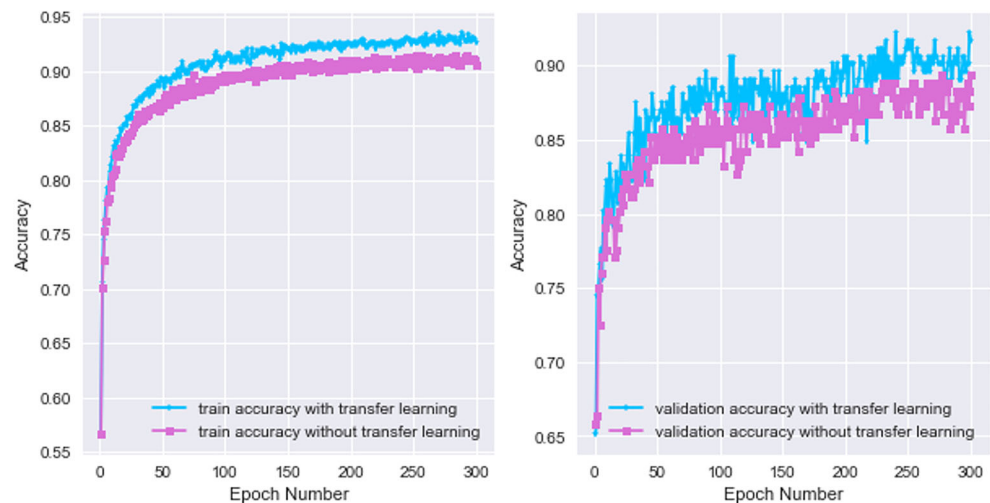 0.95
0.90
0.85
0.80
0.75
0.70
0.65
0.60
0.55
Accuracy
train accuracy with transfer learning
train accuracy without transfer learning
0 50 100 150 200 250 300
Epoch Number
0.90
0.85
0.80
0.75
0.70
0.65
Accuracy
validation accuracy with transfer learning
validation accuracy without transfer learning
0 50 100 150 200 250 300
Epoch Number